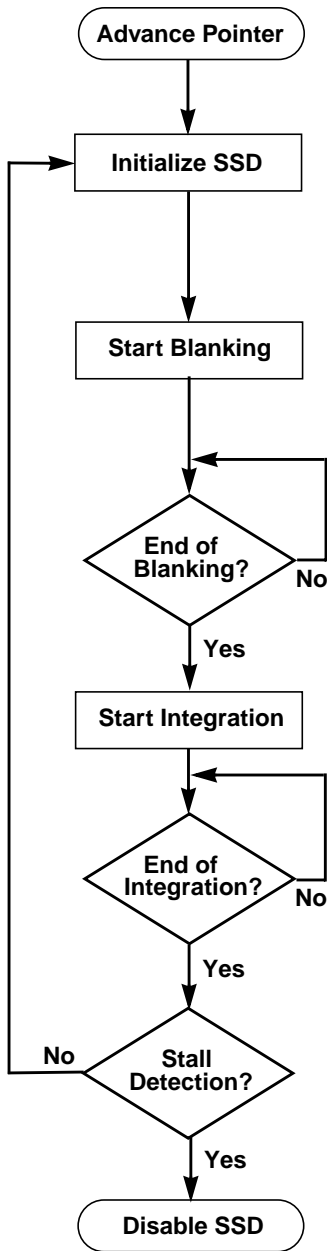 Advance Pointer
Initialize SSD
Start Blanking
End of
Blanking?
No
Yes
Start Integration
End of
Integration?
No
Yes
No
Stall
Detection?
Yes
Disable SSD